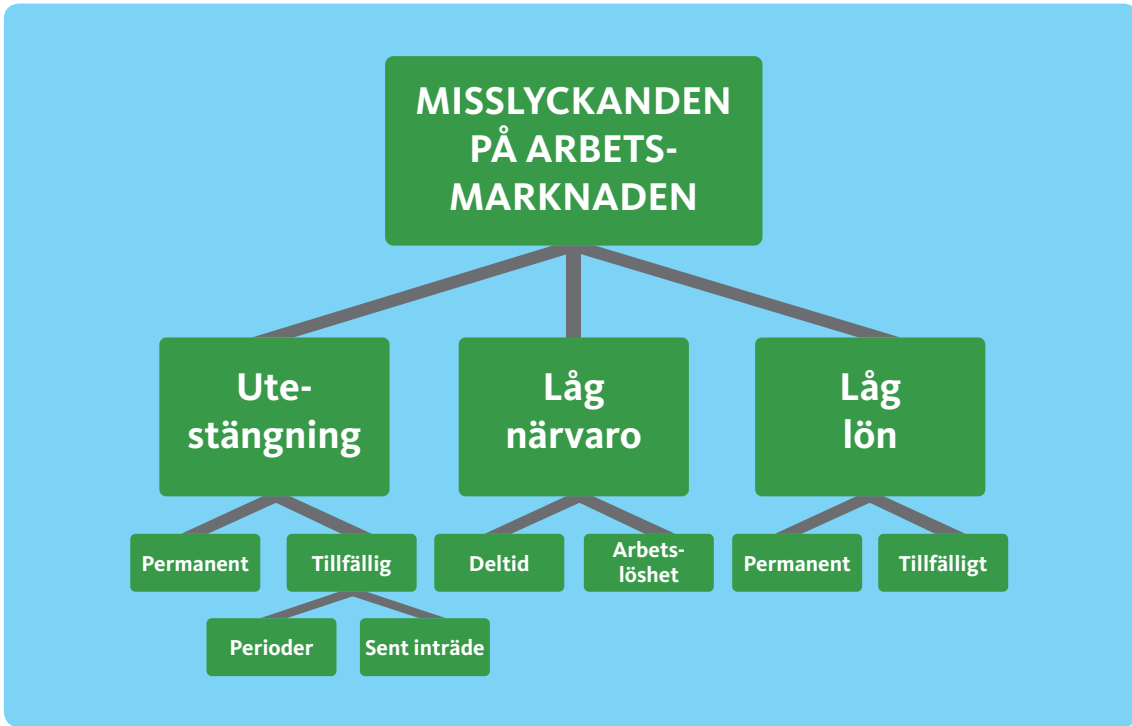 MISSLYCKANDEN
PÅ ARBETS-
MARKNADEN
Ute-
stängning
Låg
närvaro
Låg
lön
Permanent
Tillfällig
Deltid
Arbets-
löshet
Permanent
Tillfälligt
Perioder
Sent inträde